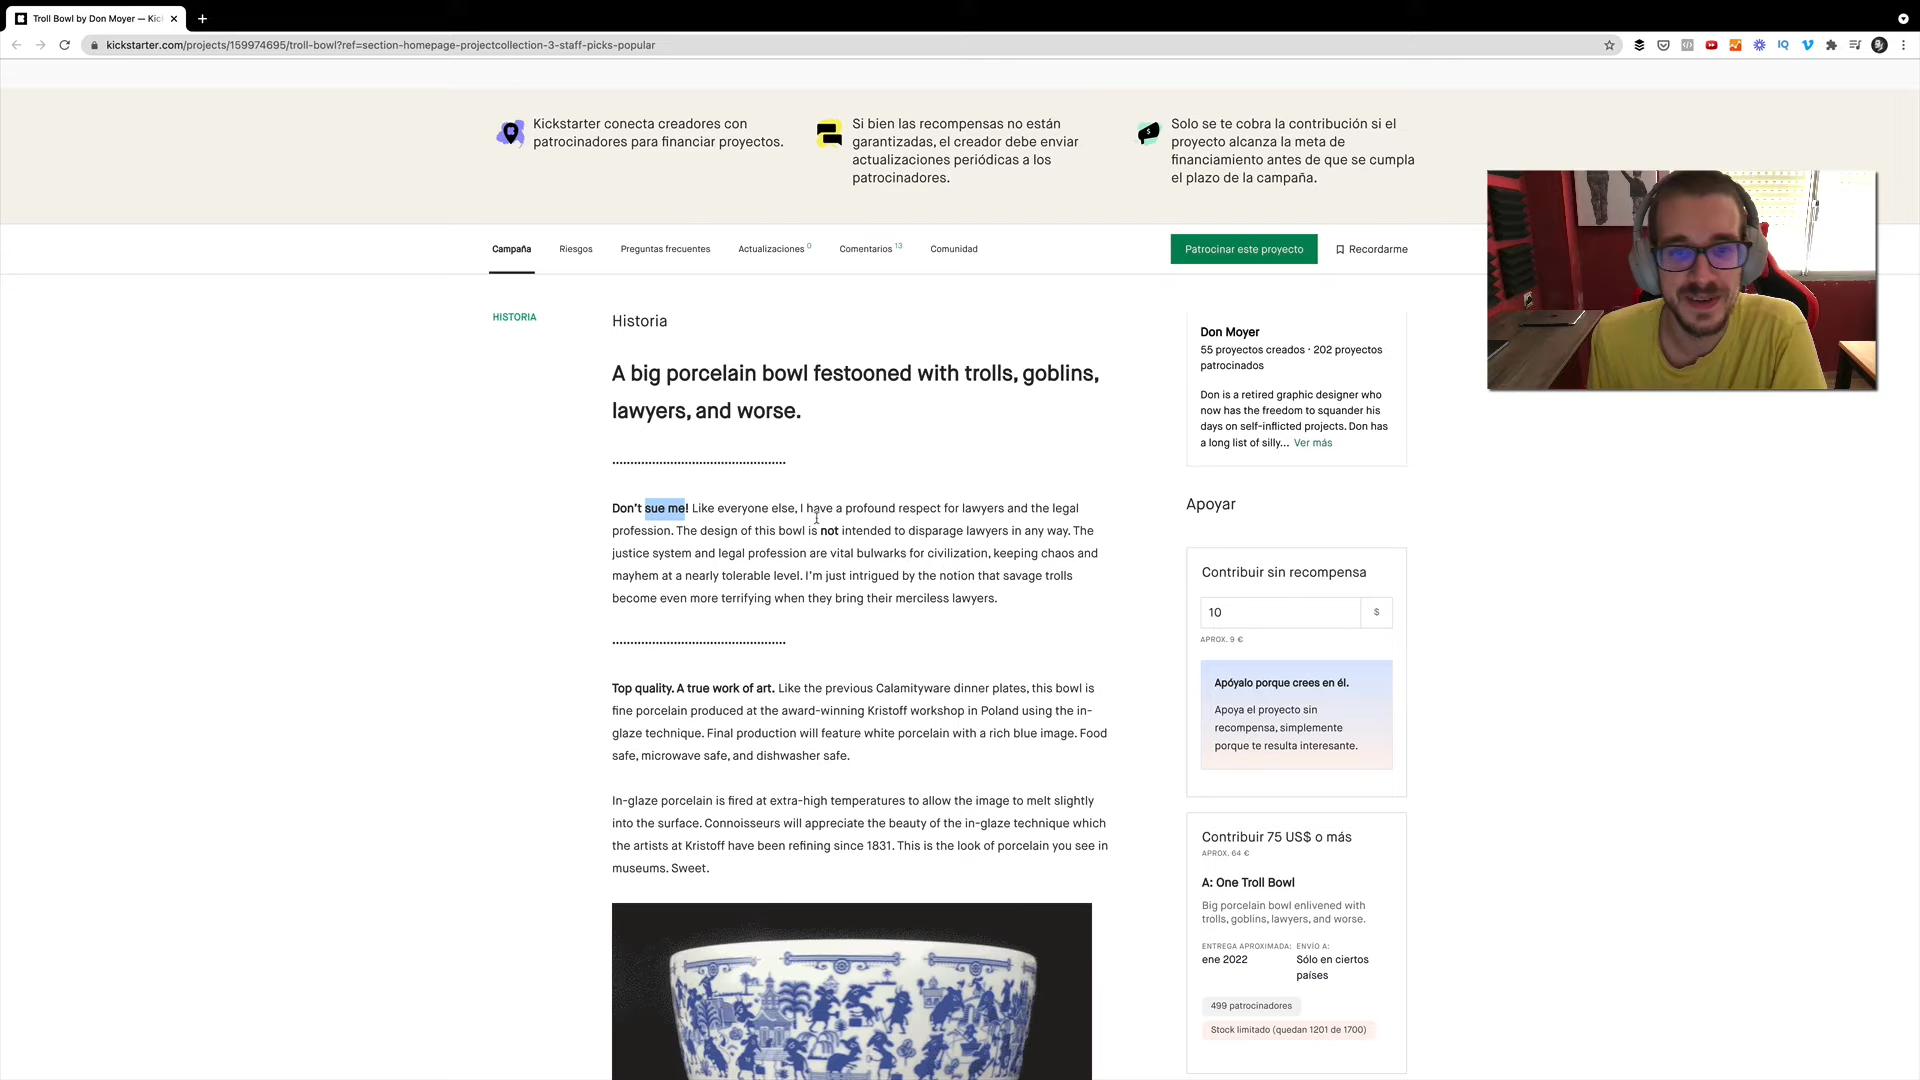 Troll Bowl by Don Moyer — Kic
kickstarter.com/projects/159974695/troll-bowl?ref=section-homepage-projectcollection-3-staff-picks-popular
IQ
Kickstarter conecta creadores con
patrocinadores para financiar proyectos.
Si bien las recompensas no están
garantizadas, el creador debe enviar
actualizaciones periódicas a los
patrocinadores.
Solo se te cobra la contribución si el
proyecto alcanza la meta de
financiamiento antes de que se cumpla
el plazo de la campaña.
Campaña Riesgos Preguntas frecuentes Actualizaciones 0 Comentarios 13 Comunidad
Patrocinar este proyecto
Recordarme
HISTORIA
Historia
A big porcelain bowl festooned with trolls, goblins,
lawyers, and worse.
Don't sue me! Like everyone else, I have a profound respect for lawyers and the legal
profession. The design of this bowl is not intended to disparage lawyers in any way. The
justice system and legal profession are vital bulwarks for civilization, keeping chaos and
mayhem at a nearly tolerable level. I'm just intrigued by the notion that savage trolls
become even more terrifying when they bring their merciless lawyers.
Top quality. A true work of art. Like the previous Calamityware dinner plates, this bowl is
fine porcelain produced at the award-winning Kristoff workshop in Poland using the in-
glaze technique. Final production will feature white porcelain with a rich blue image. Food
safe, microwave safe, and dishwasher safe.
In-glaze porcelain is fired at extra-high temperatures to allow the image to melt slightly
into the surface. Connoisseurs will appreciate the beauty of the in-glaze technique which
the artists at Kristoff have been refining since 1831. This is the look of porcelain you see in
museums. Sweet.
Don Moyer
55 proyectos creados · 202 proyectos
patrocinados
Don is a retired graphic designer who
now has the freedom to squander his
days on self-inflicted projects. Don has
a long list of silly... Ver más
Apoyar
Contribuir sin recompensa
10 $
APROX. 9 €
Apóyalo porque crees en él.
Apoya el proyecto sin
recompensa, simplemente
porque te resulta interesante.
Contribuir 75 US$ o más
APROX. 64 €
A: One Troll Bowl
Big porcelain bowl enlivened with
trolls, goblins, lawyers, and worse.
ENTREGA APROXIMADA: ENVÍO A:
ene 2022 Sólo en ciertos
países
499 patrocinadores
Stock limitado (quedan 1201 de 1700)